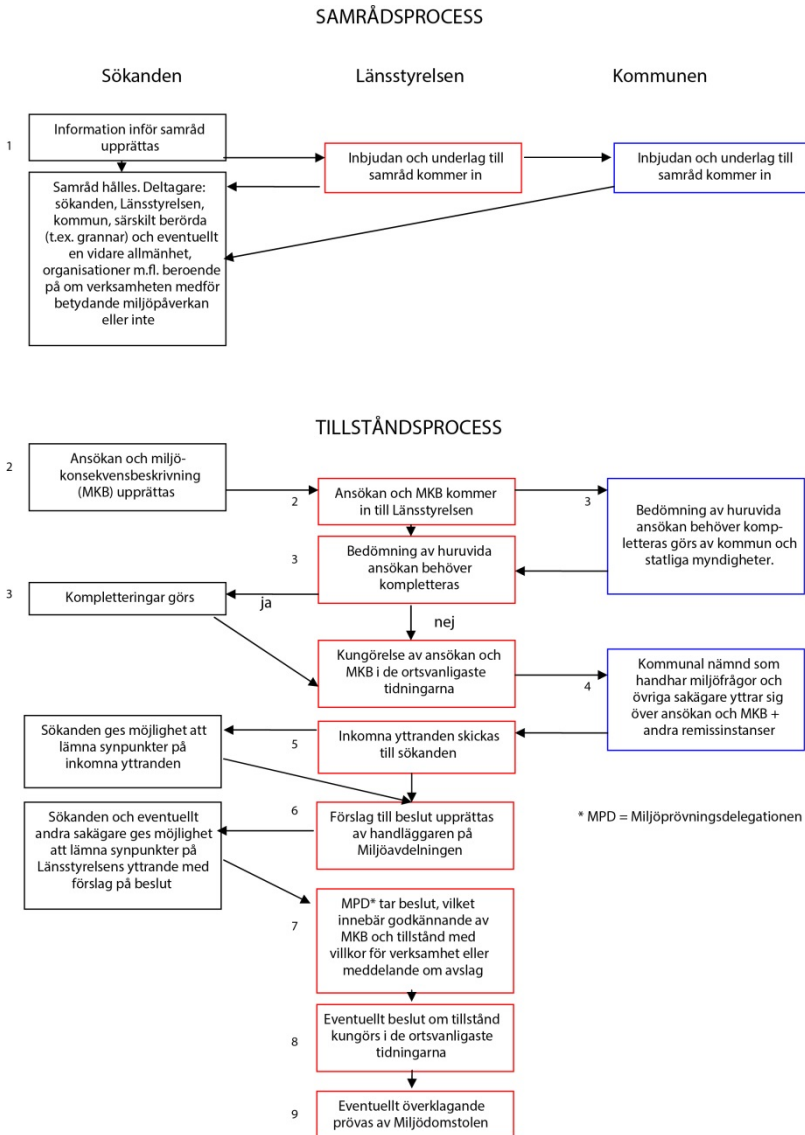 SAMRÅDSPROCESS
Sökanden
Länsstyrelsen
Kommunen
1
Information inför samråd
upprättas
Inbjudan och underlag till
samråd kommer in
Inbjudan och underlag till
samråd kommer in
Samråd hålles. Deltagare:
sökanden, Länsstyrelsen,
kommun, särskilt berörda
(t.ex. grannar) och eventuellt
en vidare allmänhet,
organisationer m.fl. beroende
på om verksamheten medför
betydande miljöpåverkan
eller inte
TILLSTÅNDSPROCESS
2
Ansökan och miljö-
konsekvensbeskrivning
(MKB) upprättas
2
Ansökan och MKB kommer
in till Länsstyrelsen
3
Bedömning av huruvida
ansökan behöver komp-
letteras görs av kommun och
statliga myndigheter.
3
Bedömning av huruvida
ansökan behöver
kompletteras
3
Kompletteringar görs
ja
nej
Kungörelse av ansökan och
MKB i de ortsvanligaste
tidningarna
4
Kommunal nämnd som
handhar miljöfrågor och
övriga sakägare yttrar sig
över ansökan och MKB +
andra remissinstanser
Sökanden ges möjlighet att
lämna synpunkter på
inkomna yttranden
5
Inkomna yttranden skickas
till sökanden
Sökanden och eventuellt
andra sakägare ges möjlighet
att lämna synpunkter på
Länsstyrelsens yttrande med
förslag på beslut
6
Förslag till beslut upprättas
av handläggaren på
Miljöavdelningen
* MPD = Miljöprövningsdelegationen
7
MPD* tar beslut, vilket
innebär godkännande av
MKB och tillstånd med
villkor för verksamhet eller
meddelande om avslag
8
Eventuellt beslut om tillstånd
kungörs i de ortsvanligaste
tidningarna
9
Eventuellt överklagande
prövas av Miljödomstolen